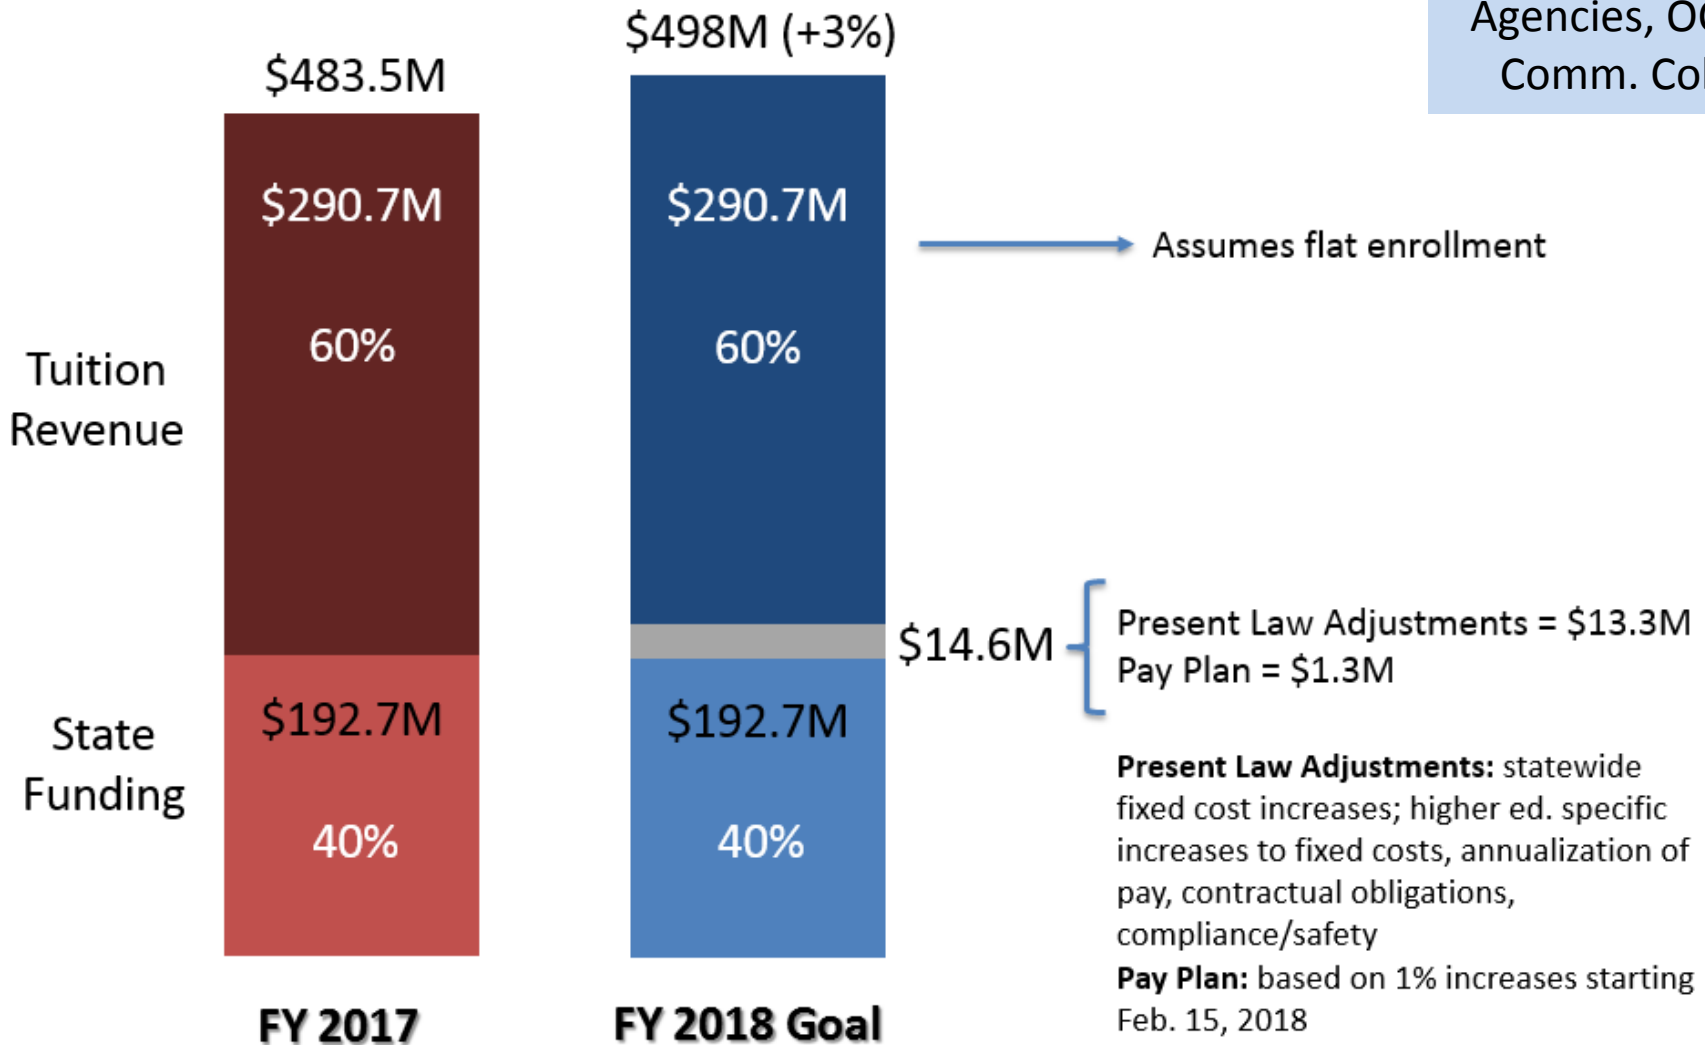 Agencies,
Comm.
$498M (+3%)
$483.5M
$290.7M
$290.7M
Assumes flat enrollment
60%
60%
Tuition
Revenue
$14.6M
Present Law Adjustments = $13.3M
Pay Plan = $1.3M
$192.7M
$192.7M
State
Funding
40%
40%
Present Law Adjustments: statewide
fixed cost increases; higher ed. specific
increases to fixed costs, annualization of
pay, contractual obligations,
compliance/safety
Pay Plan: based on 1% increases starting
Feb. 15, 2018
FY 2017
FY 2018 Goal